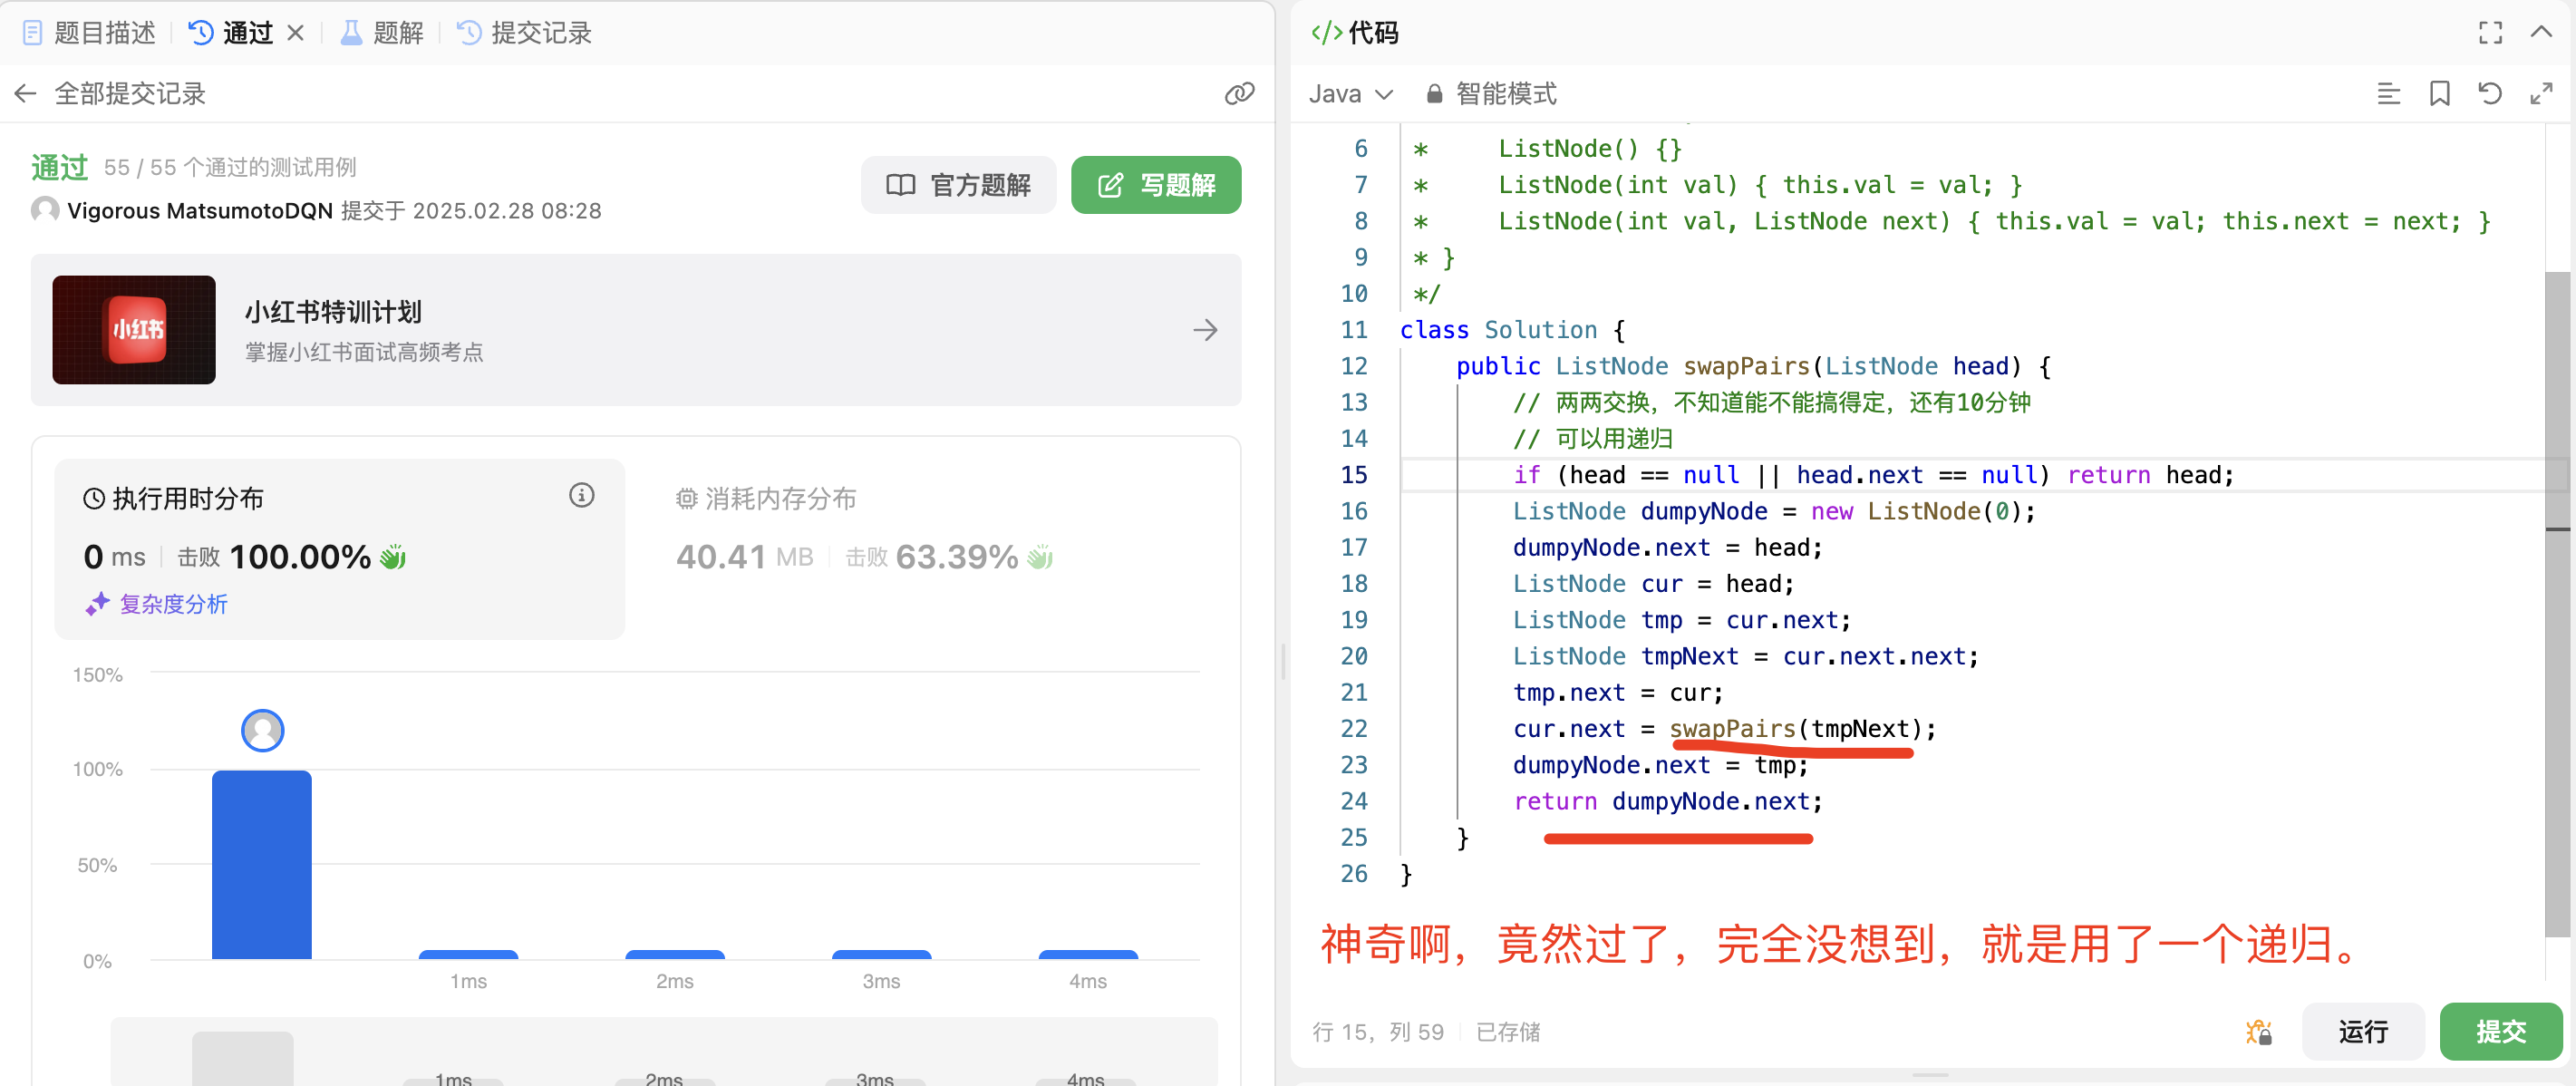 题目描述
通过
题解
提交记录
全部提交记录
通过 55 / 55 个通过的测试用例
Vigorous MatsumotoDQN 提交于 2025.02.28 08:28
官方题解
写题解
小红书
小红书特训计划
掌握小红书面试高频考点
执行用时分布
0 ms 击败 100.00%
复杂度分析
消耗内存分布
40.41 MB 击败 63.39%
150%
100%
50%
0%
1ms 2ms 3ms 4ms
1ms 2ms 3ms 4ms
</> 代码
Java 智能模式
6 * ListNode() {}
7 * ListNode(int val) { this.val = val; }
8 * ListNode(int val, ListNode next) { this.val = val; this.next = next; }
9 * }
10 */
11 class Solution {
12 public ListNode swapPairs(ListNode head) {
13 // 两两交换，不知道能不能搞得定，还有10分钟
14 // 可以用递归
15 if (head == null || head.next == null) return head;
16 ListNode dumpyNode = new ListNode(0);
17 dumpyNode.next = head;
18 ListNode cur = head;
19 ListNode tmp = cur.next;
20 ListNode tmpNext = cur.next.next;
21 tmp.next = cur;
22 cur.next = swapPairs(tmpNext);
23 dumpyNode.next = tmp;
24 return dumpyNode.next;
25 }
26 }
神奇啊，竟然过了，完全没想到，就是用了一个递归。
行 15，列 59 已存储
运行
提交